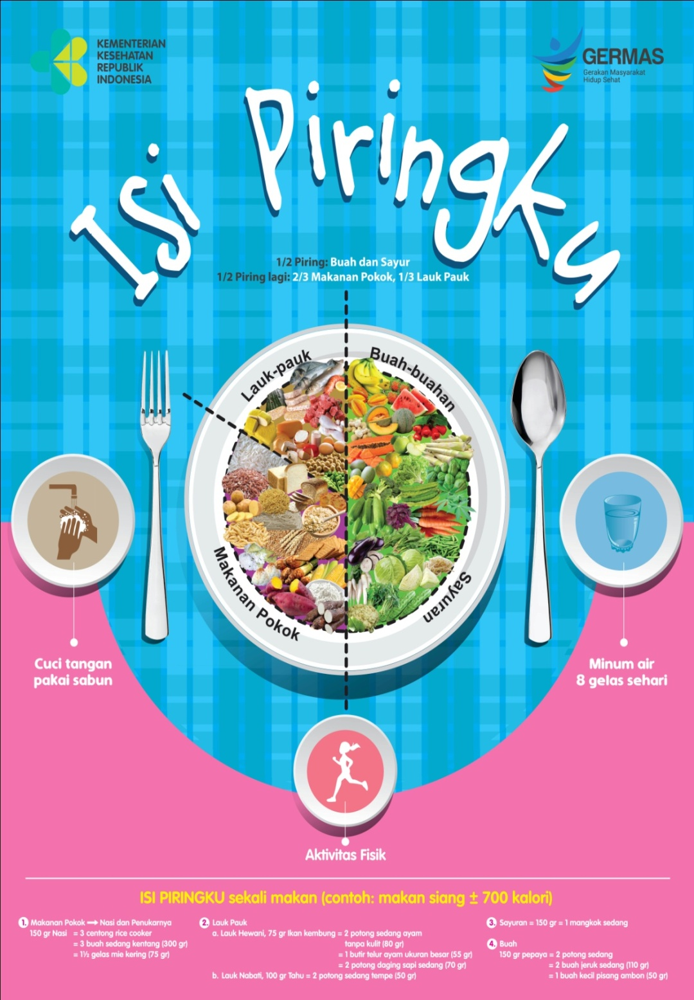 KEMENTERIAN
KESEHATAN
REPUBLIK
INDONESIA
GERMAS
Gerakan Masyarakat
Hidup Sehat
Isi Piringku
1/2 Piring: Buah dan Sayur
1/2 Piring lagi: 2/3 Makanan Pokok, 1/3 Lauk Pauk
Lauk-pauk
Buah-buahan
Makanan Pokok
Sayuran
Cuci tangan
pakai sabun
Minum air
8 gelas sehari
Aktivitas Fisik
ISI PIRINGKU sekali makan (contoh: makan siang ± 700 kalori)
1. Makanan Pokok → Nasi dan Penukarnya
150 gr Nasi = 3 centong rice cooker
= 3 buah sedang kentang (300 gr)
= 1½ gelas mie kering (75 gr)
2. Lauk Pauk
a. Lauk Hewani, 75 gr Ikan kembung = 2 potong sedang ayam
tanpa kulit (80 gr)
= 1 butir telur ayam ukuran besar (55 gr)
= 2 potong daging sapi sedang (70 gr)
b. Lauk Nabati, 100 gr Tahu = 2 potong sedang tempe (50 gr)
3. Sayuran = 150 gr = 1 mangkok sedang
4. Buah
150 gr pepaya = 2 potong sedang
= 2 buah jeruk sedang (110 gr)
= 1 buah kecil pisang ambon (50 gr)